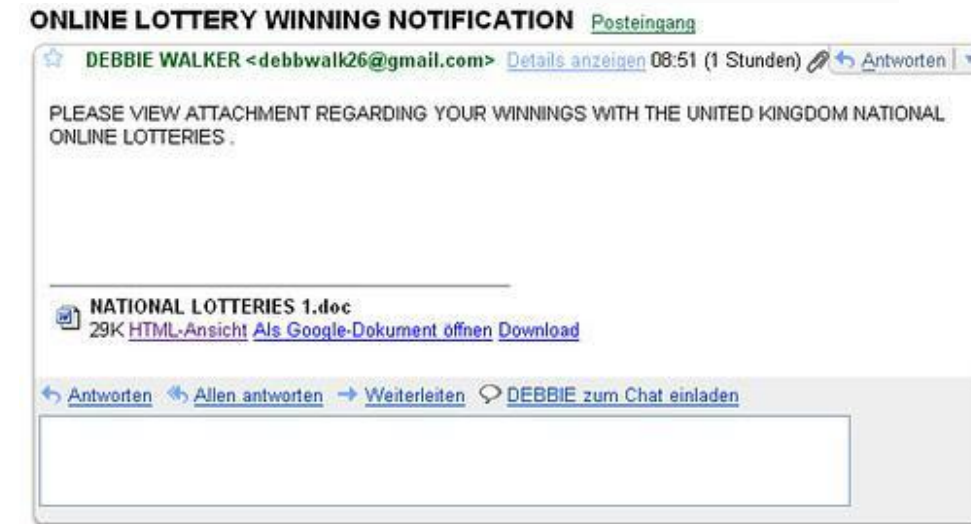 ONLINE LOTTERY WINNING NOTIFICATION Posteingang
DEBBIE WALKER <debbwalk26@gmail.com> Details anzeigen 08:51 (1 Stunden) Antworten
PLEASE VIEW ATTACHMENT REGARDING YOUR WINNINGS WITH THE UNITED KINGDOM NATIONAL
ONLINE LOTTERIES .
NATIONAL LOTTERIES 1.doc
29K HTML-Ansicht Als Google-Dokument öffnen Download
Antworten Allen antworten Weiterleiten DEBBIE zum Chat einladen